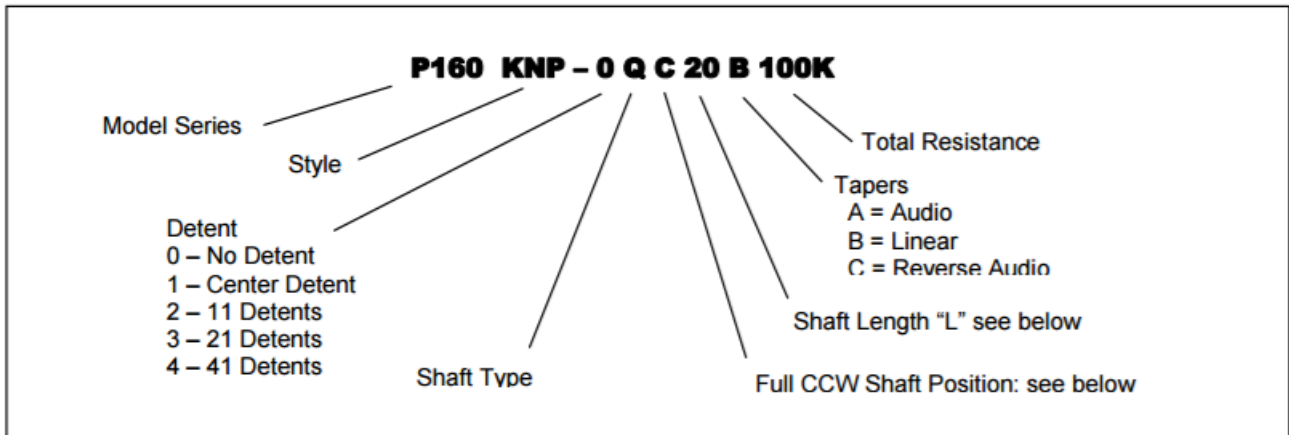 P160 KNP – 0 Q C 20 B 100K
Model Series
Style
Detent
0 – No Detent
1 – Center Detent
2 – 11 Detents
3 – 21 Detents
4 – 41 Detents
Shaft Type
Total Resistance
Tapers
A = Audio
B = Linear
C = Reverse Audio
Shaft Length “L” see below
Full CCW Shaft Position: see below